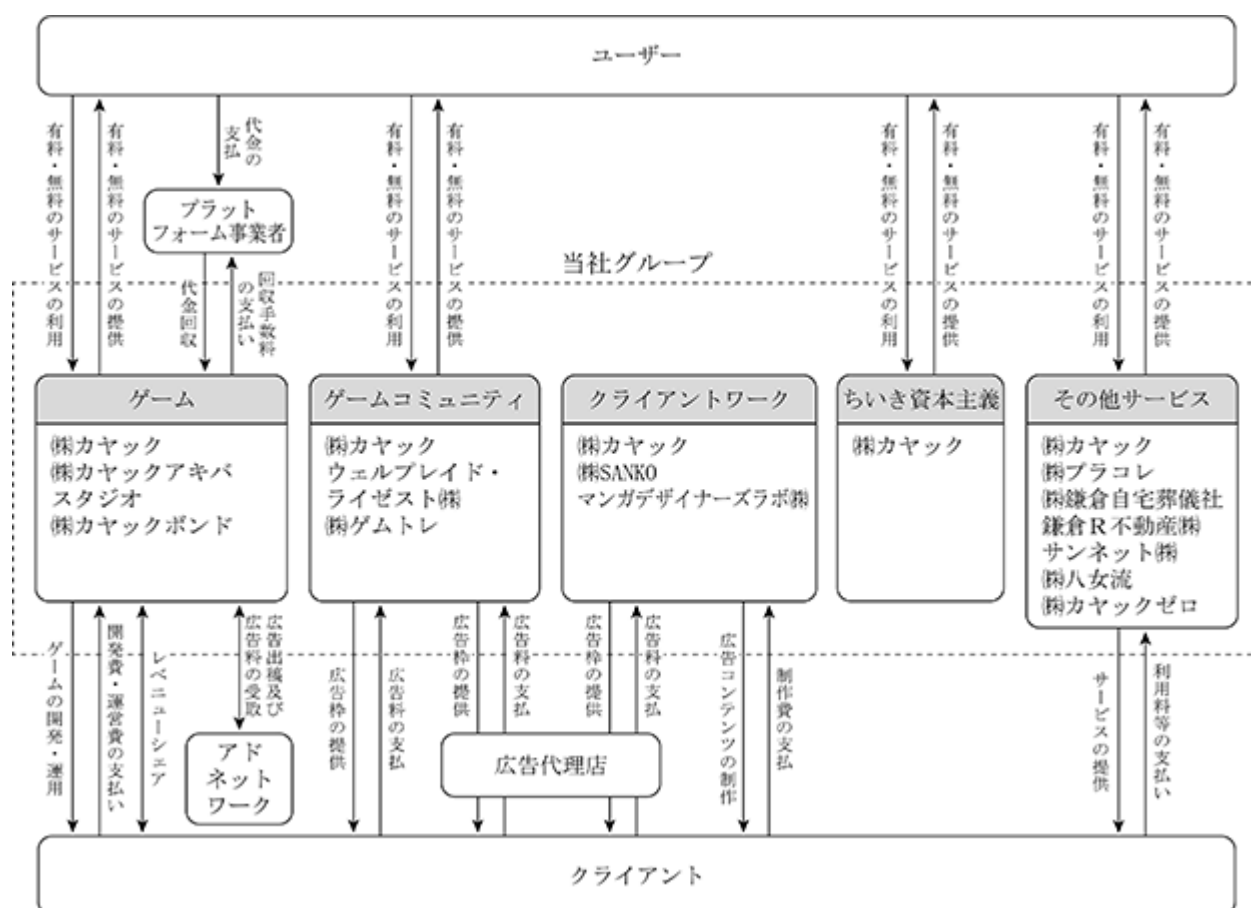 ユーザー
有料・無料のサービスの利用
有料・無料のサービスの提供
代金の
支払
有料・無料のサービスの利用
有料・無料のサービスの提供
有料・無料のサービスの利用
有料・無料のサービスの提供
有料・無料のサービスの利用
有料・無料のサービスの提供
プラット
フォーム事業者
代金回収
回収手数料
の支払い
当社グループ
ゲーム
㈱カヤック
㈱カヤックアキバ
スタジオ
㈱カヤックボンド
ゲームコミュニティ
㈱カヤック
ウェルプレイド・
ライゼスト㈱
㈱ゲムトレ
クライアントワーク
㈱カヤック
㈱SANKO
マンガデザイナーズラボ㈱
ちいき資本主義
㈱カヤック
その他サービス
㈱カヤック
㈱プラコレ
㈱鎌倉自宅葬儀社
鎌倉R不動産㈱
サンネット㈱
㈱八女流
㈱カヤックゼロ
ゲームの開発・運用
開発費・運営費の支払い
レベニューシェア
広告出稿及び
広告料の受取
アド
ネット
ワーク
広告枠の提供
広告料の支払
広告枠の提供
広告料の支払
広告枠の提供
広告料の支払
広告代理店
広告コンテンツの制作
制作費の支払
サービスの提供
利用料等の支払い
クライアント